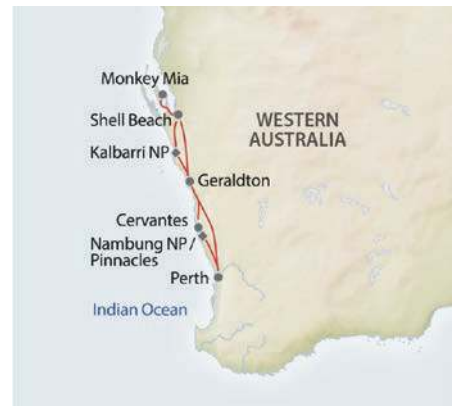 Monkey Mia
Shell Beach
WESTERN
AUSTRALIA
Kalbarri NP
Geraldton
Cervantes
Nambung NP/
Pinnacles
Perth
Indian Ocean